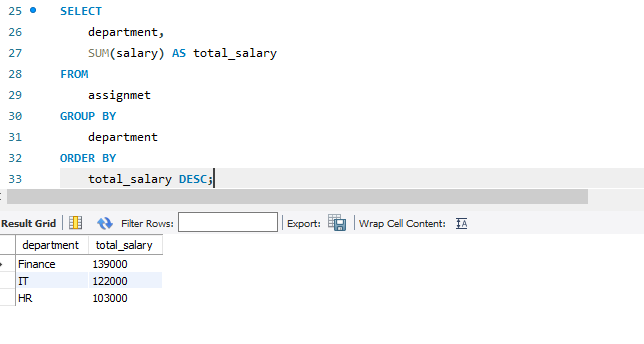 25 SELECT
26 department,
27 SUM(salary) AS total_salary
28 FROM
29 assignmet
30 GROUP BY
31 department
32 ORDER BY
33 total_salary DESC;
Result Grid Filter Rows: Export: Wrap Cell Content:
department total_salary
Finance 139000
IT 122000
HR 103000